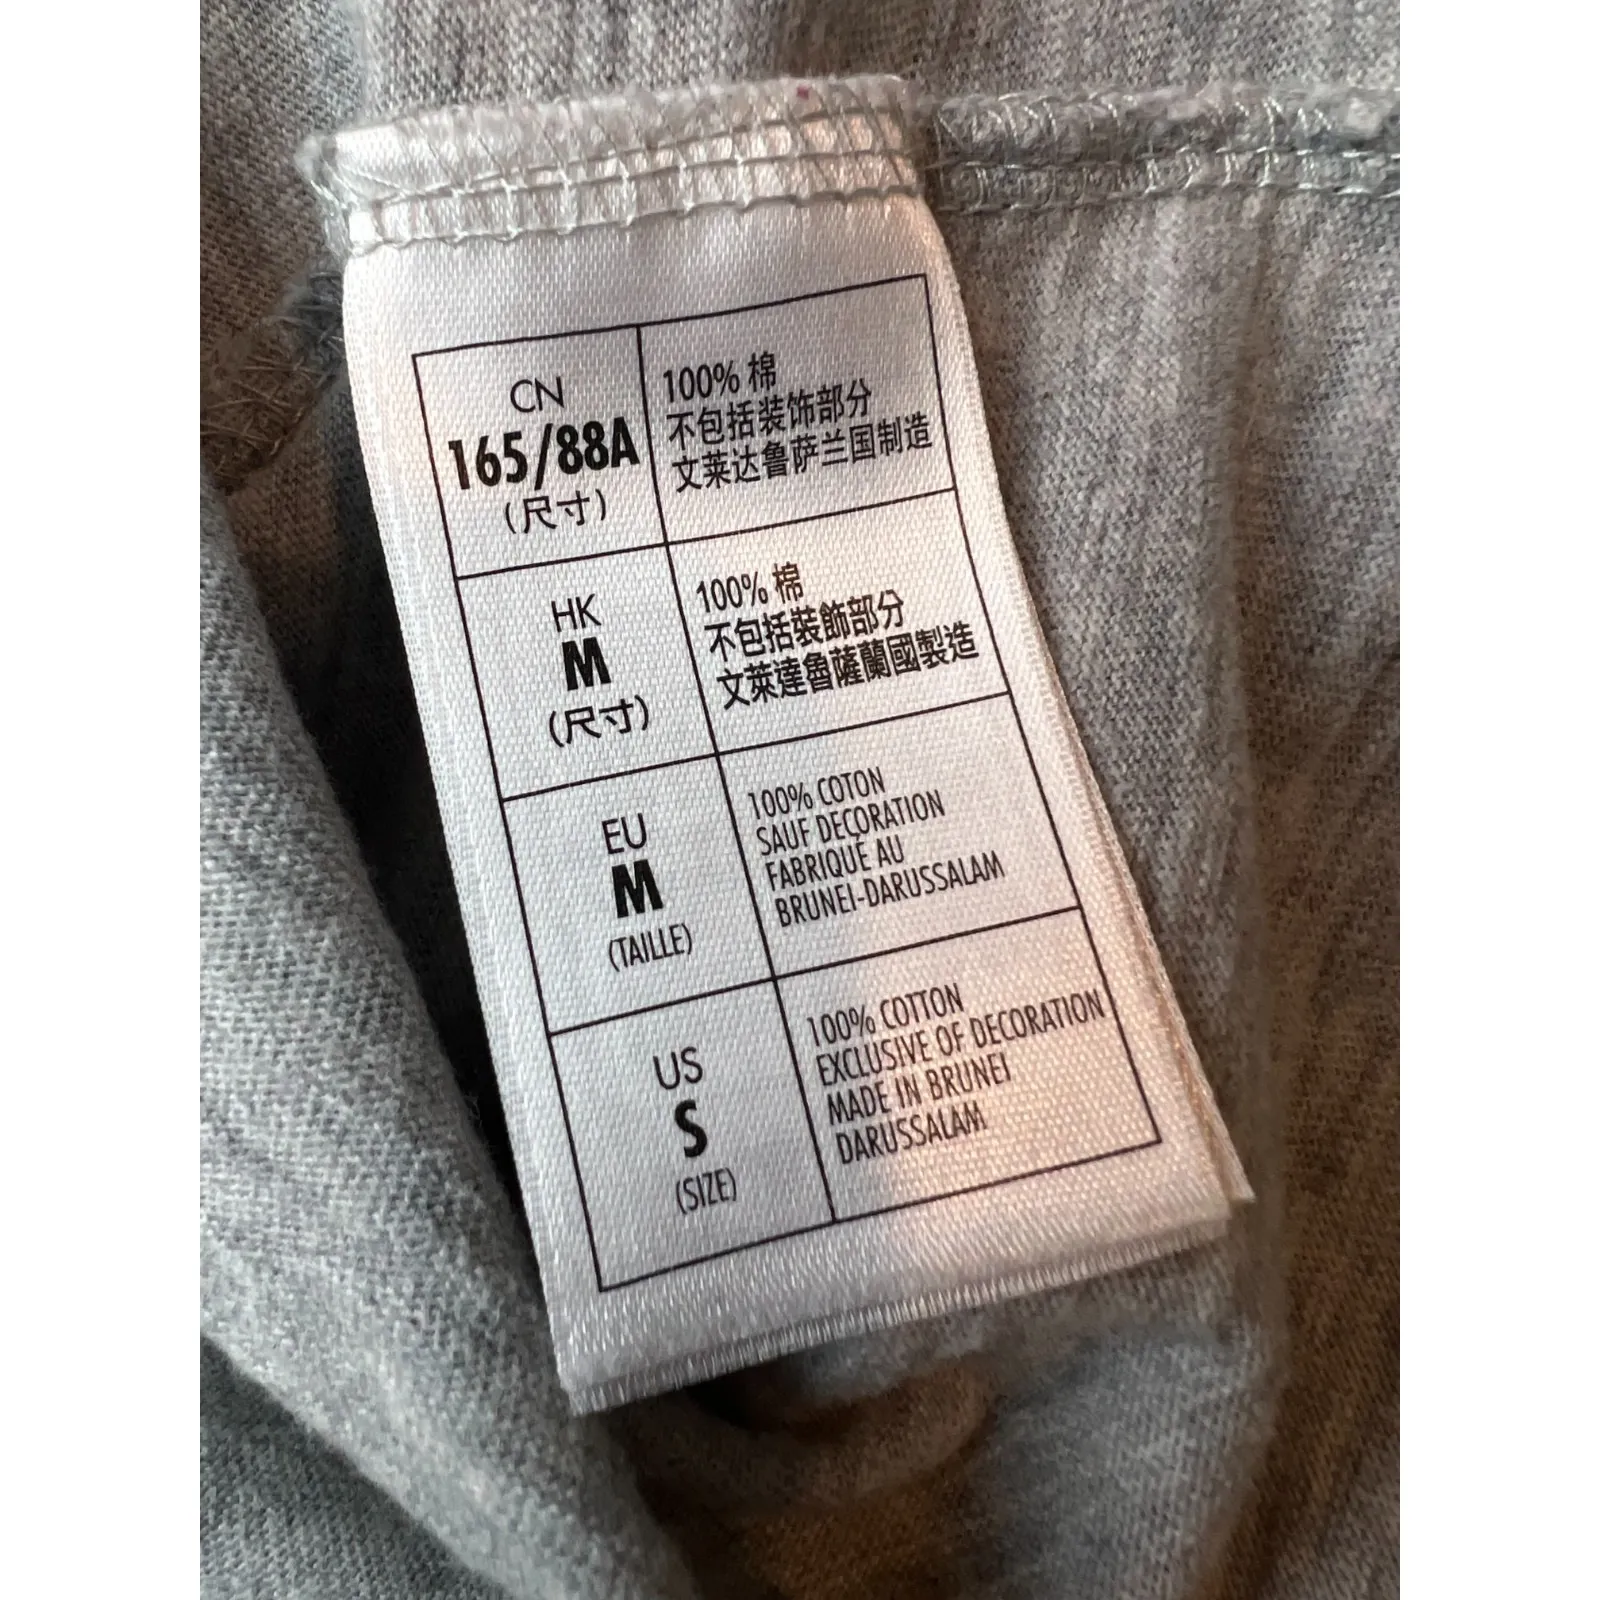 CN
165/88A
(尺寸)
100% 棉
不包括装饰部分
文莱达鲁萨兰国制造
HK
M
(尺寸)
100% 棉
不包括裝飾部分
文萊達魯薩蘭國製造
EU
M
(TAILLE)
100% COTON
SAUF DECORATION
FABRIQUÉ AU
BRUNEI-DARUSSALAM
US
S
(SIZE)
100% COTTON
EXCLUSIVE OF DECORATION
MADE IN BRUNEI
DARUSSALAM